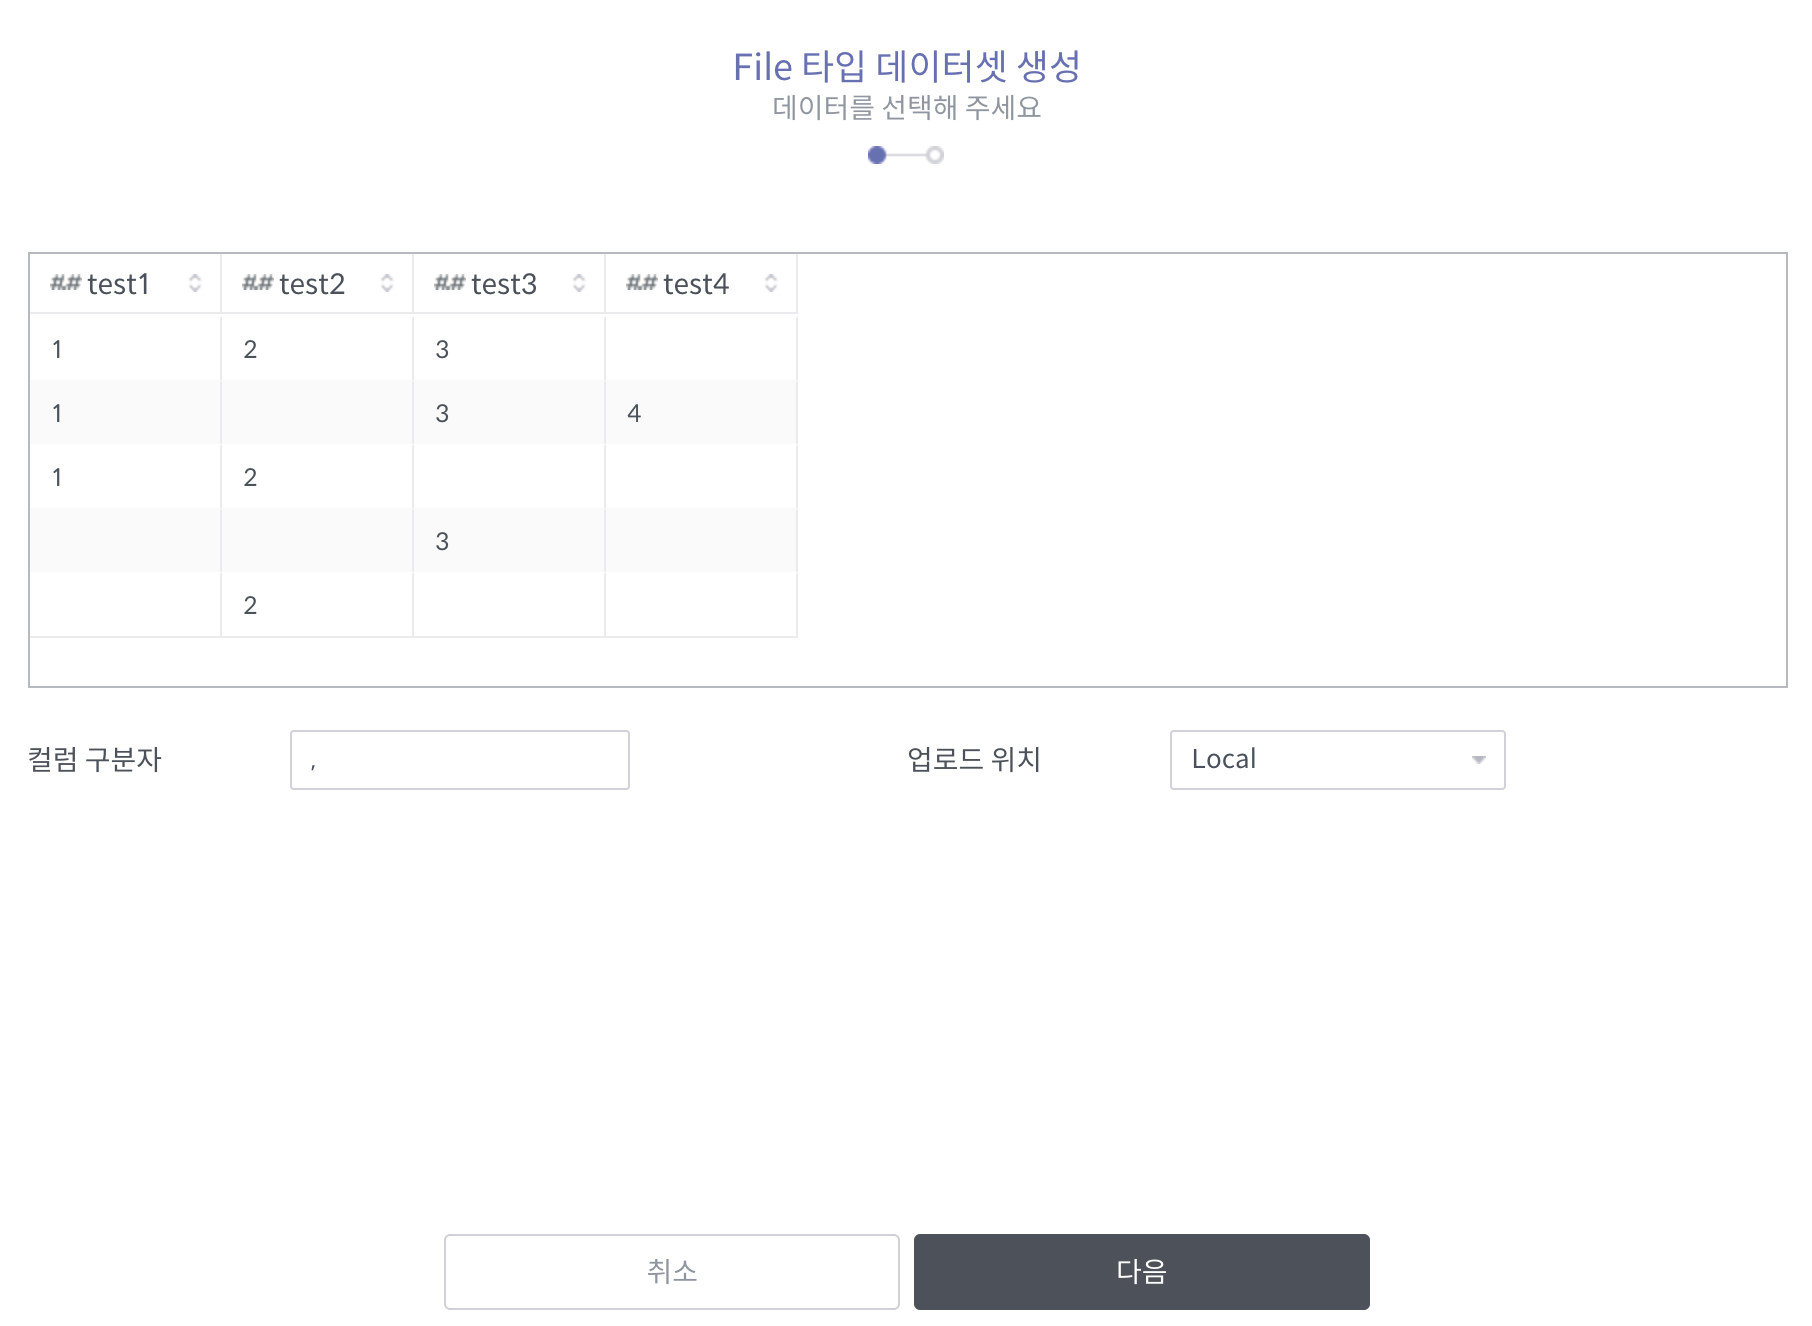 File 타입 데이터셋 생성
데이터를 선택해 주세요
## test1 ## test2 ## test3 ## test4
1 2 3
1 3 4
1 2
3
2
컬럼 구분자 , 업로드 위치 Local
취소 다음